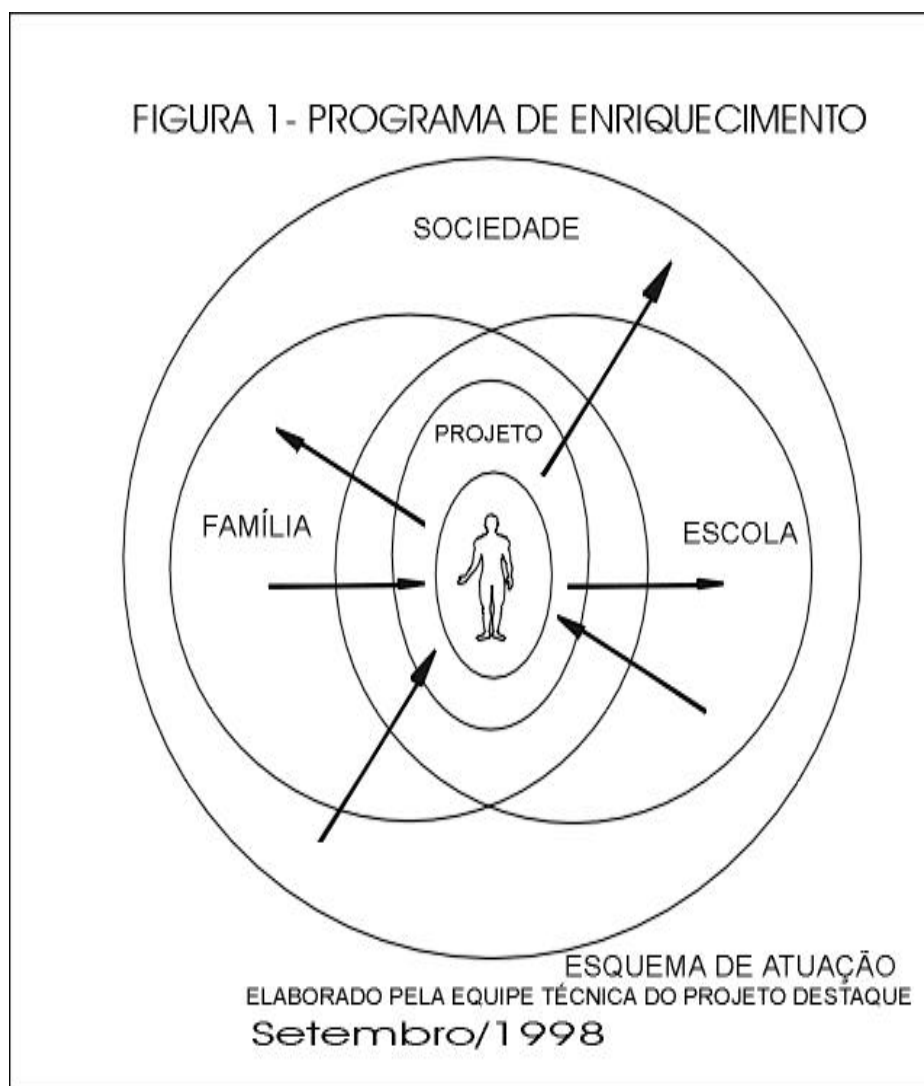 FIGURA 1- PROGRAMA DE ENRIQUECIMENTO
SOCIEDADE
PROJETO
FAMÍLIA
ESCOLA
ESQUEMA DE ATUAÇÃO
ELABORADO PELA EQUIPE TÉCNICA DO PROJETO DESTAQUE
Setembro/1998